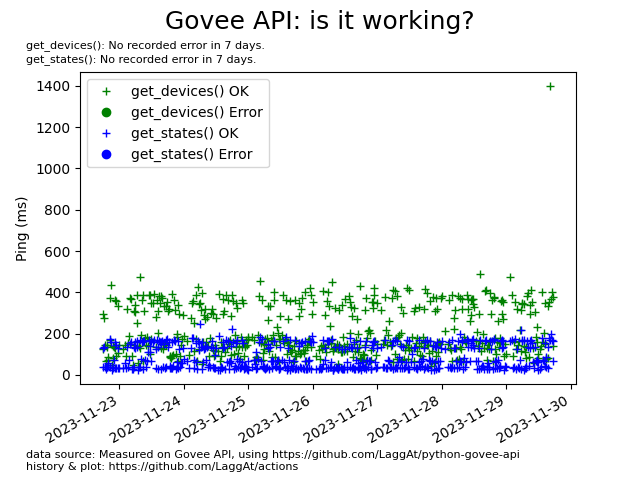 Govee API: is it working?
get_devices(): No recorded error in 7 days.
get_states(): No recorded error in 7 days.
get_devices() OK
get_devices() Error
get_states() OK
get_states() Error
Ping (ms)
1400
1200
1000
800
600
400
200
0
2023-11-23
2023-11-24
2023-11-25
2023-11-26
2023-11-27
2023-11-28
2023-11-29
2023-11-30
data source: Measured on Govee API, using https://github.com/LaggAt/python-govee-api
history & plot: https://github.com/LaggAt/actions